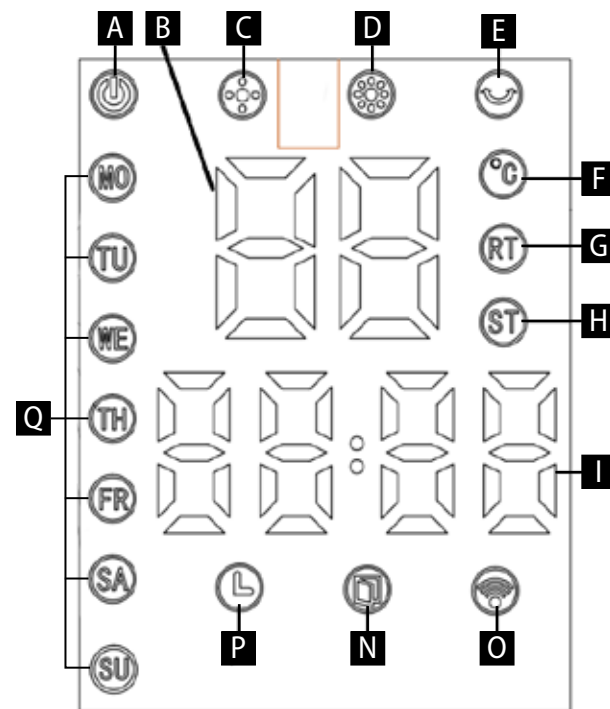 A B C D E
MO °C F
TU RT G
WE ST H
Q TH
FR I
SA
SU
P N O